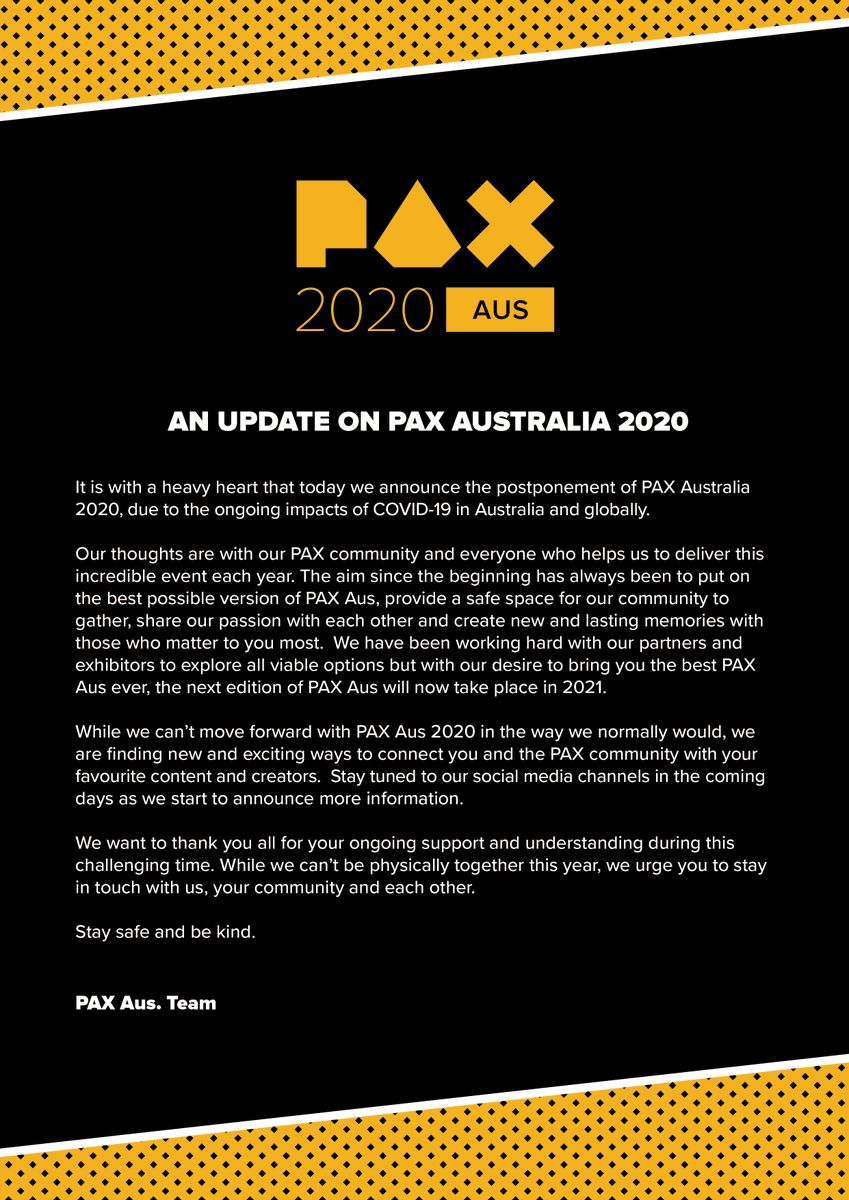 PAX
2020 AUS
AN UPDATE ON PAX AUSTRALIA 2020
It is with a heavy heart that today we announce the postponement of PAX Australia
2020, due to the ongoing impacts of COVID-19 in Australia and globally.
Our thoughts are with our PAX community and everyone who helps us to deliver this
incredible event each year. The aim since the beginning has always been to put on
the best possible version of PAX Aus, provide a safe space for our community to
gather, share our passion with each other and create new and lasting memories with
those who matter to you most.  We have been working hard with our partners and
exhibitors to explore all viable options but with our desire to bring you the best PAX
Aus ever, the next edition of PAX Aus will now take place in 2021.
While we can’t move forward with PAX Aus 2020 in the way we normally would, we
are finding new and exciting ways to connect you and the PAX community with your
favourite content and creators.  Stay tuned to our social media channels in the coming
days as we start to announce more information.
We want to thank you all for your ongoing support and understanding during this
challenging time. While we can’t be physically together this year, we urge you to stay
in touch with us, your community and each other.
Stay safe and be kind.
PAX Aus. Team